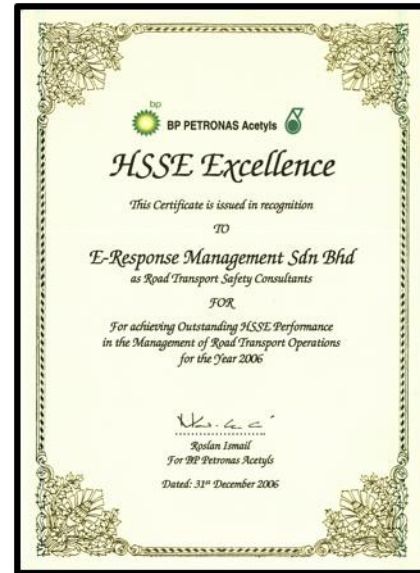 bp
BP PETRONAS Acetyls
HSSE Excellence
This Certificate is issued in recognition
TO
E-Response Management Sdn Bhd
as Road Transport Safety Consultants
FOR
For achieving Outstanding HSSE Performance
in the Management of Road Transport Operations
for the Year 2006
Roslan Ismail
For BP Petronas Acetyls
Dated: 31st December 2006